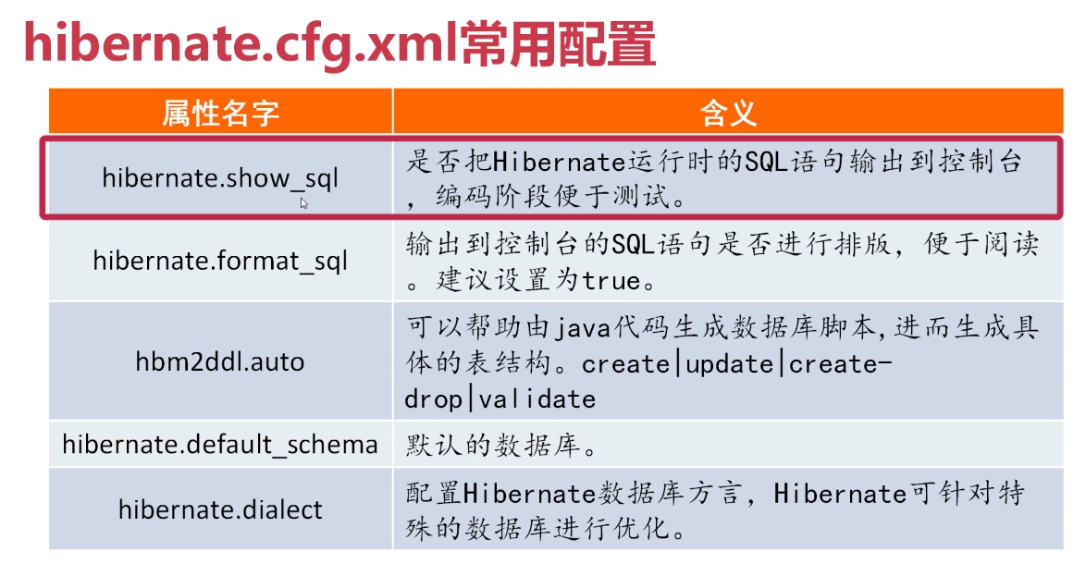 hibernate.cfg.xml常用配置
属性名字
含义
hibernate.show_sql
是否把Hibernate运行时的SQL语句输出到控制台
，编码阶段便于测试。
hibernate.format_sql
输出到控制台的SQL语句是否进行排版，便于阅读
。建议设置为true。
hbm2ddl.auto
可以帮助由java代码生成数据库脚本,进而生成具
体的表结构。create|update|create-
drop|validate
hibernate.default_schema
默认的数据库。
hibernate.dialect
配置Hibernate数据库方言，Hibernate可针对特
殊的数据库进行优化。